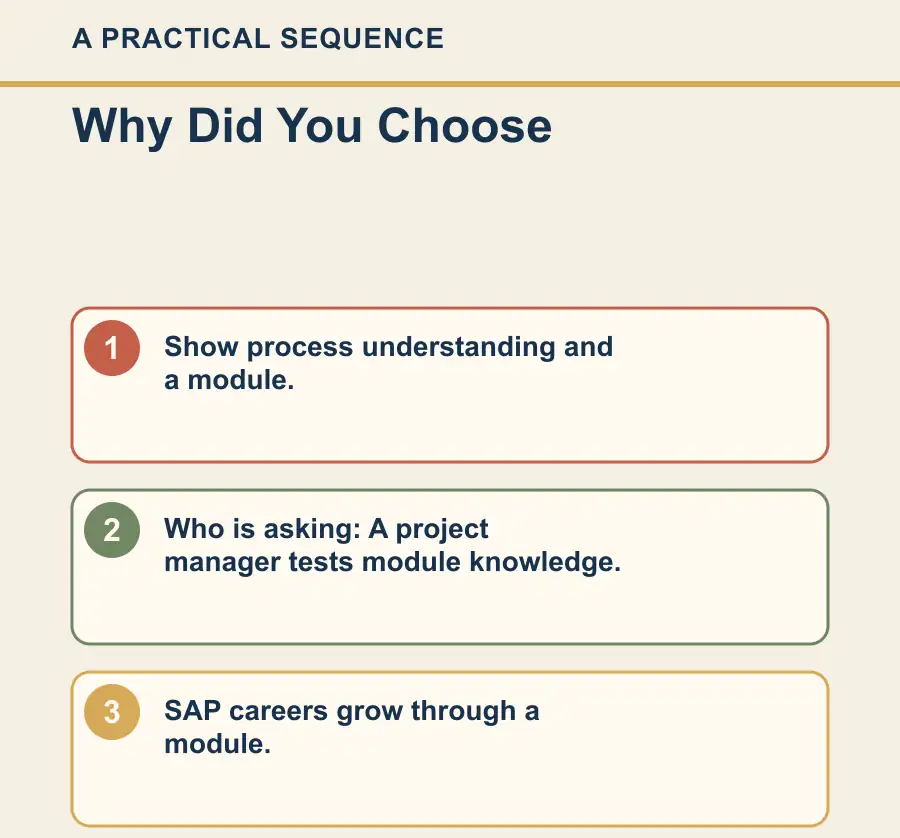 A PRACTICAL SEQUENCE
Why Did You Choose
1
Show process understanding and
a module.
2
Who is asking: A project
manager tests module knowledge.
3
SAP careers grow through a
module.